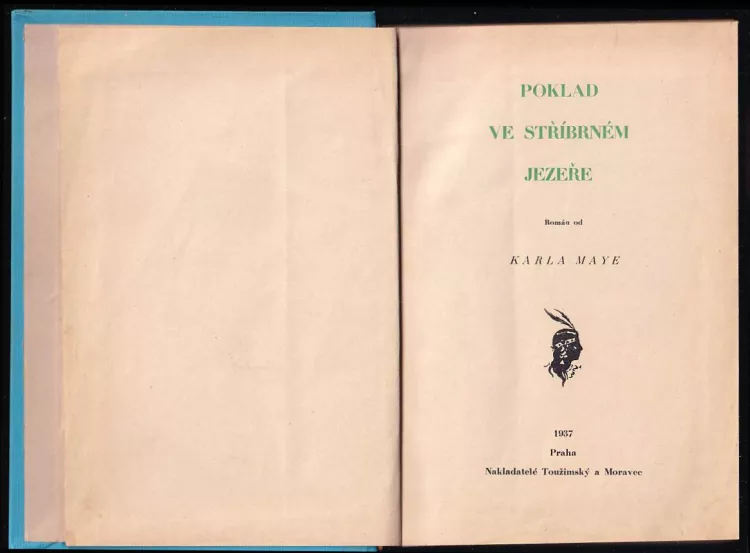 POKLAD
VE STŘÍBRNÉM
JEZEŘE
Román od
KARLA MAYE
1937
Praha
Nakladatelé Toužimský a Moravec